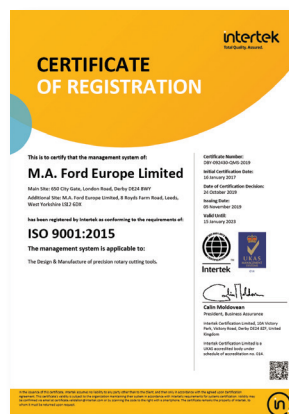 intertek
Total Quality. Assured.
CERTIFICATE
OF REGISTRATION
This is to certify that the management system of:
M.A. Ford Europe Limited
Main Site: 650 City Gate, London Road, Derby DE24 8WY
Additional Site: M.A. Ford Europe Limited, 8 Royds Farm Road, Leeds,
West Yorkshire LS12 6DX
has been registered by Intertek as conforming to the requirements of:
ISO 9001:2015
The management system is applicable to:
The Design & Manufacture of precision rotary cutting tools.
Certificate Number:
Initial Certification Date:
16 January 2017
Date of Certification Decision:
24 October 2019
Issuing Date:
05 November 2019
Valid Until:
15 January 2023
Intertek
UKAS
MANAGEMENT
SYSTEMS
Calin Moldovean
President, Business Assurance
Intertek Certification Limited, 10A Victory
Park, Victory Road, Derby DE24 8ZF, United
Kingdom
Intertek Certification Limited is a
UKAS accredited body under
schedule of accreditation no. 014.
in